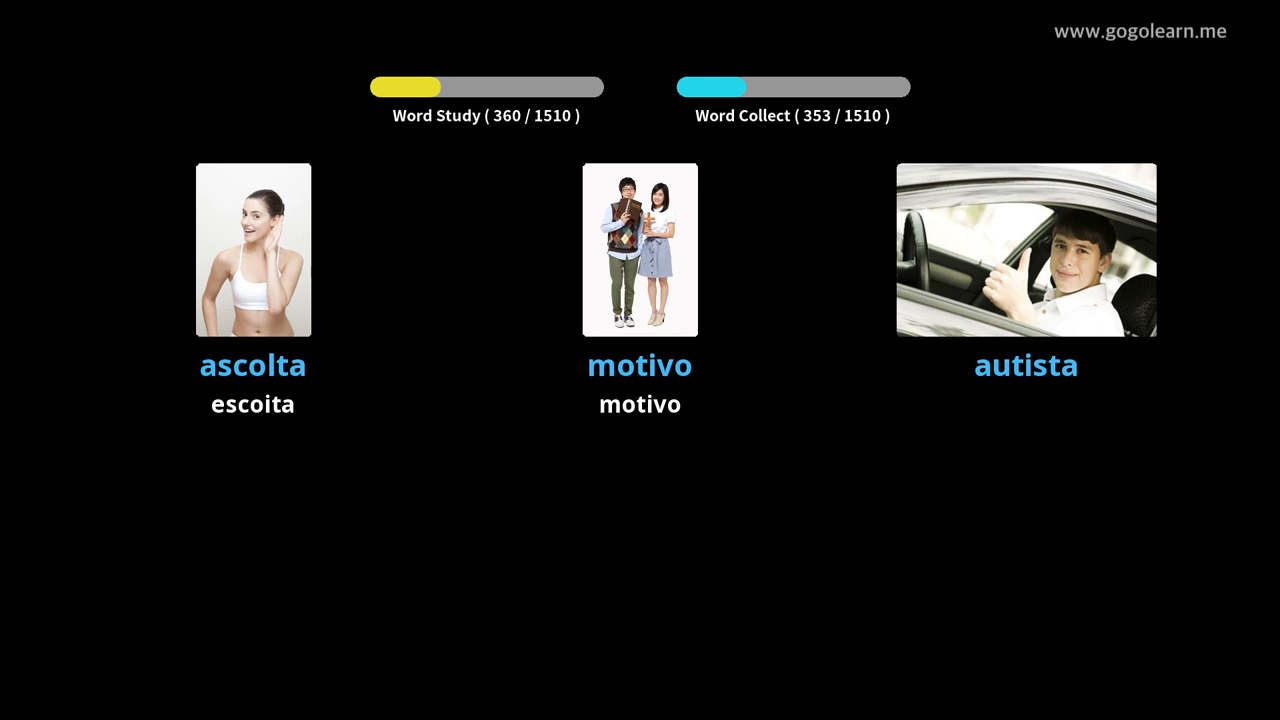 www.gogolearn.me
Word Study ( 360 / 1510 )
Word Collect ( 353 / 1510 )
ascolta
motivo
autista
escoita
motivo